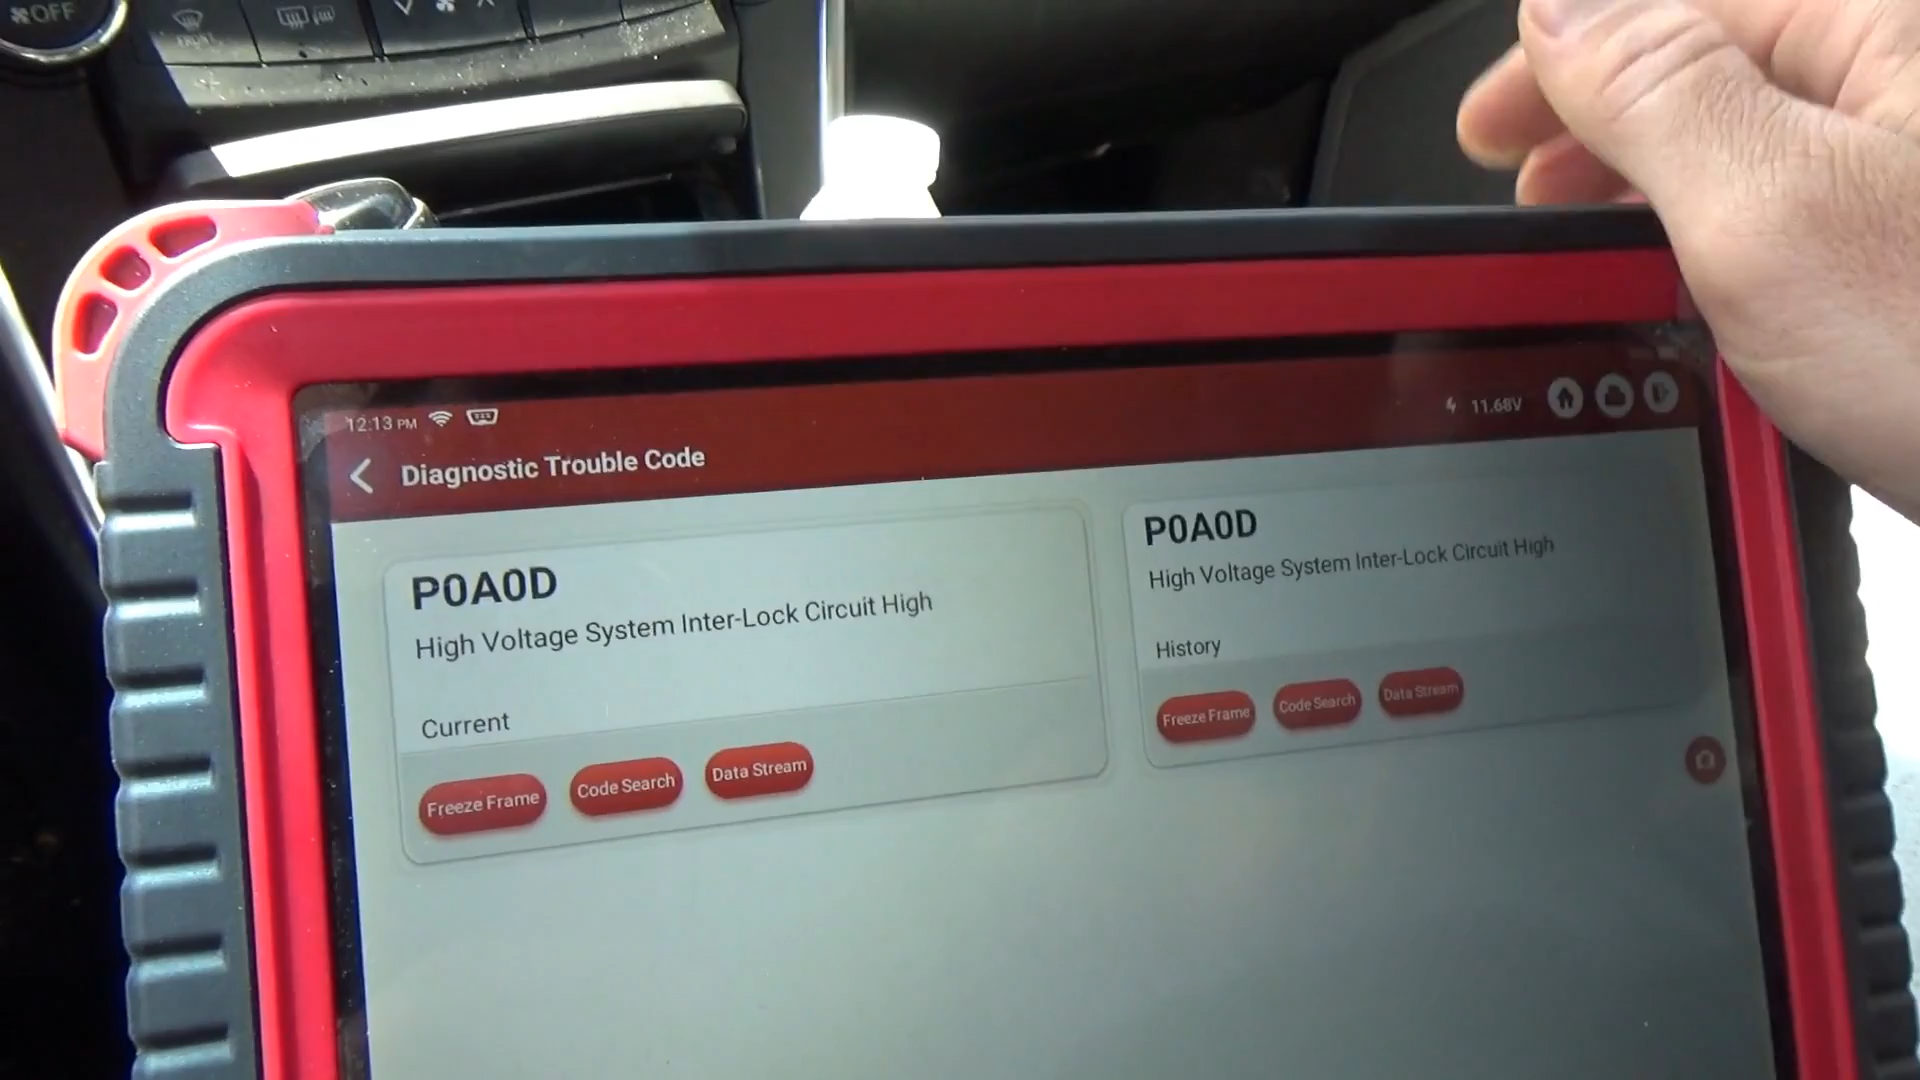 OFF
FRONT
12:13 PM
11.68V
Diagnostic Trouble Code
P0A0D
High Voltage System Inter-Lock Circuit High
Current
Freeze Frame
Code Search
Data Stream
P0A0D
High Voltage System Inter-Lock Circuit High
History
Freeze Frame
Code Search
Data Stream